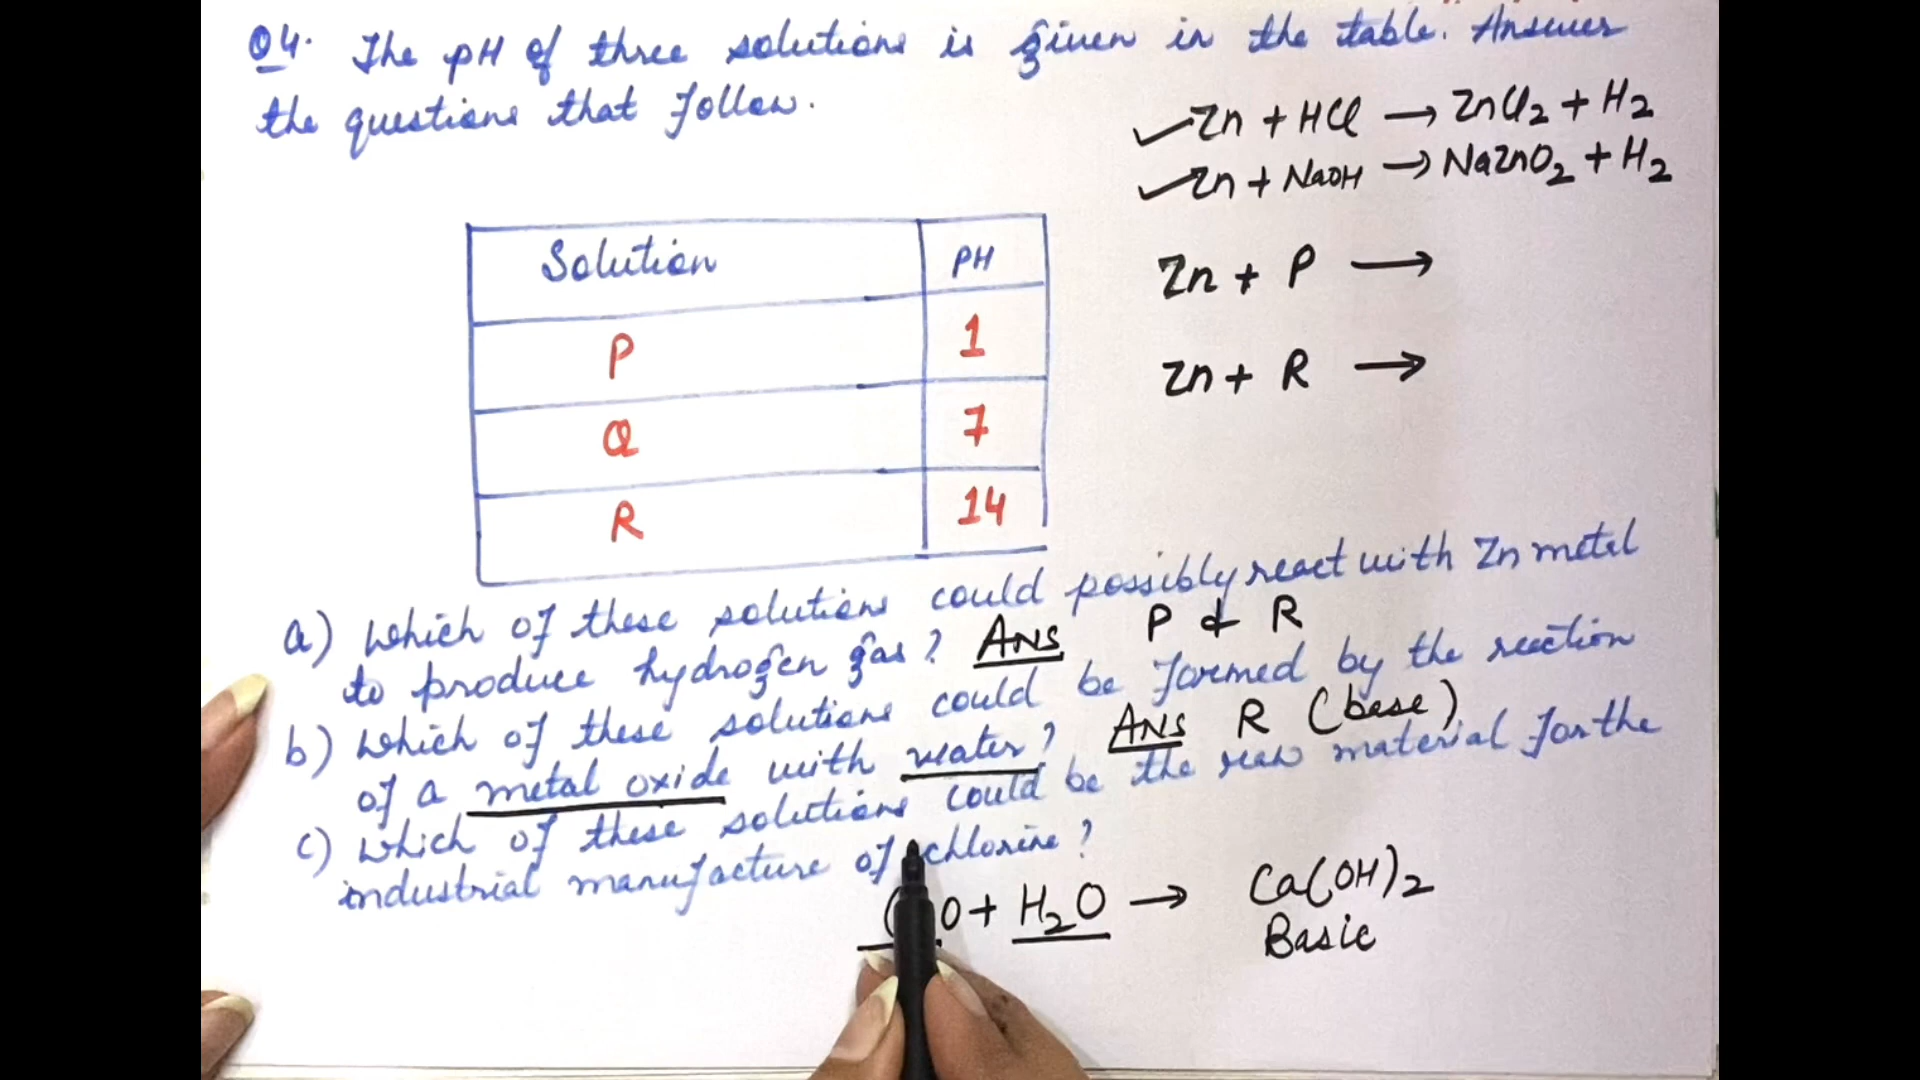 Q4. The pH of three solutions is given in the table. Answer
the questions that follow.
Zn + HCl → ZnCl2 + H2
Zn + NaOH → NaZnO2 + H2
Zn + P →
Zn + R →
Solution PH
P 1
Q 7
R 14
a) Which of these solutions could possibly react with Zn metal
to produce hydrogen gas? Ans P & R
b) Which of these solutions could be formed by the reaction
of a metal oxide with water? Ans R (base)
c) Which of these solutions could be the raw material for the
industrial manufacture of chlorine?
O + H2O → Ca(OH)2
Basic